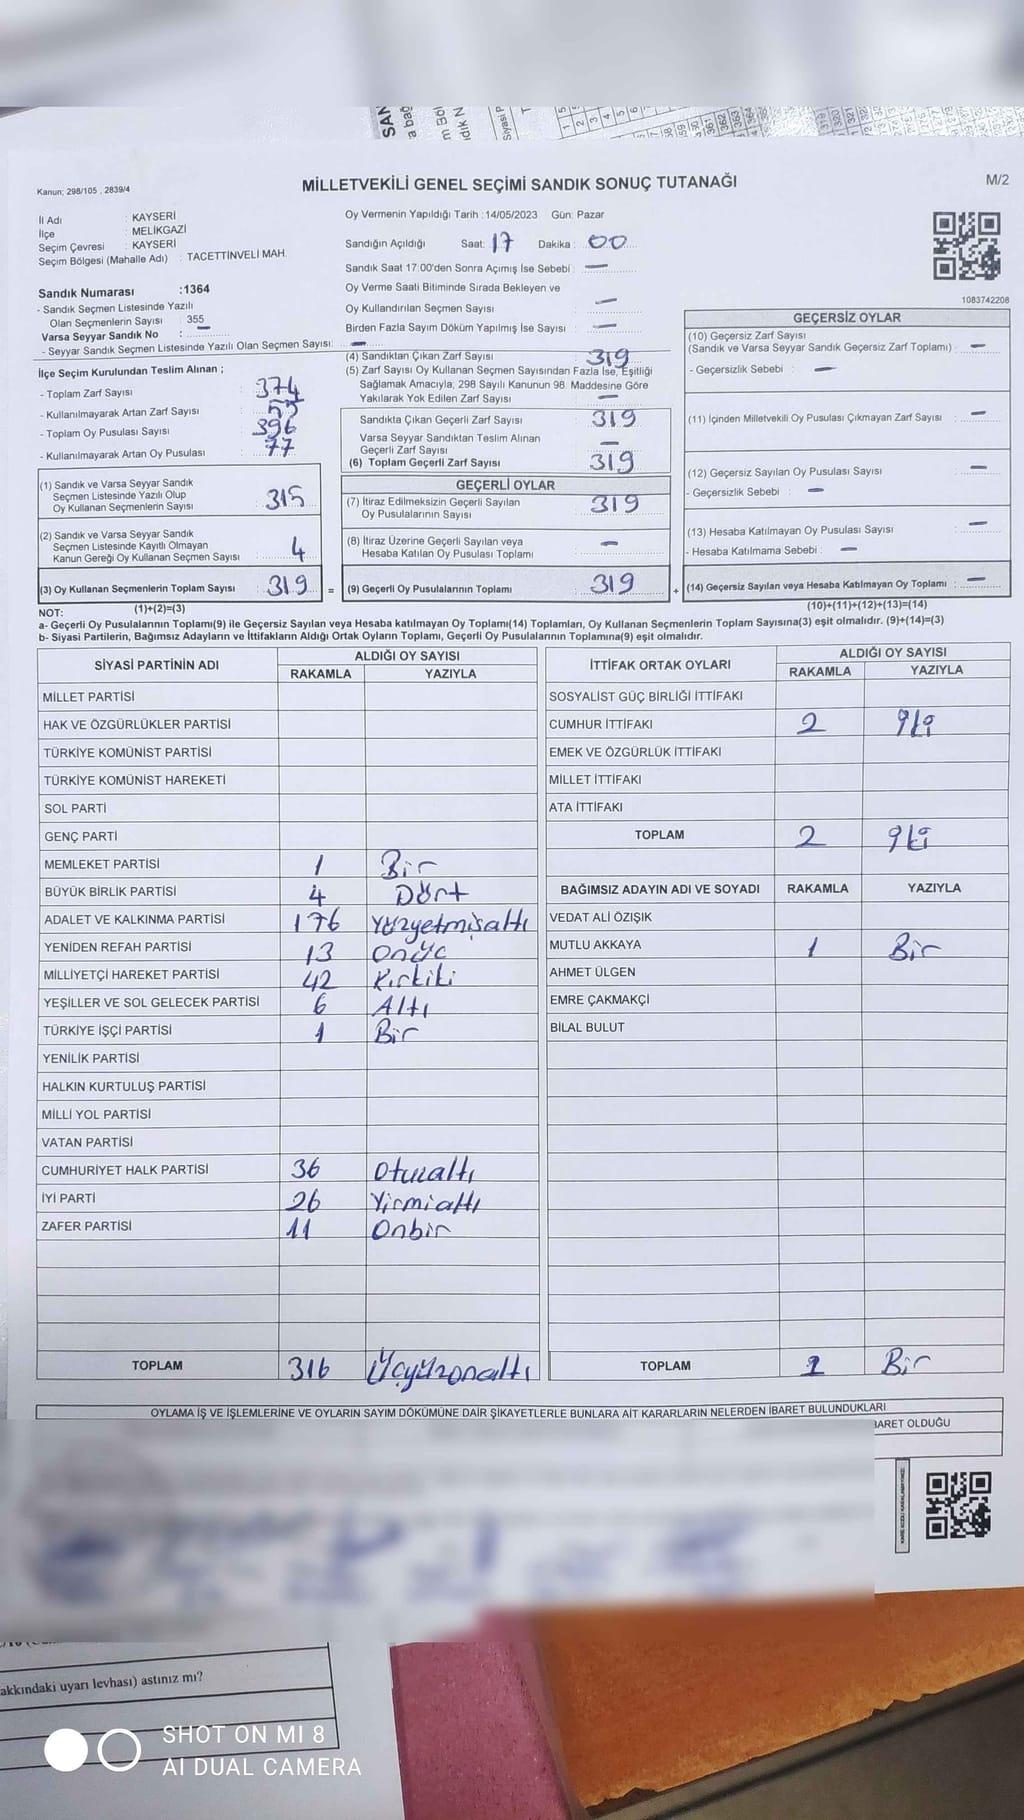 Kanun; 298/105 , 2839/4
MİLLETVEKİLİ GENEL SEÇİMİ SANDIK SONUÇ TUTANAĞI
M/2
İl Adı : KAYSERİ
İlçe : MELİKGAZİ
Seçim Çevresi : KAYSERİ
Seçim Bölgesi (Mahalle Adı) : TACETTİNVELİ MAH.
Sandık Numarası :1364
- Sandık Seçmen Listesinde Yazılı
Olan Seçmenlerin Sayısı : 355
Varsa Seyyar Sandık No : —
- Seyyar Sandık Seçmen Listesinde Yazılı Olan Seçmen Sayısı: —
Oy Vermenin Yapıldığı Tarih :14/05/2023 Gün: Pazar
Sandığın Açıldığı Saat: 17 Dakika : 00
Sandık Saat 17:00'den Sonra Açımış İse Sebebi : —
Oy Verme Saati Bitiminde Sırada Bekleyen ve
Oy Kullandırılan Seçmen Sayısı : —
Birden Fazla Sayım Döküm Yapılmış İse Sayısı : —
1083742208
İlçe Seçim Kurulundan Teslim Alınan ;
- Toplam Zarf Sayısı : 374
- Kullanılmayarak Artan Zarf Sayısı : 55
- Toplam Oy Pusulası Sayısı : 396
- Kullanılmayarak Artan Oy Pusulası : 77
(1) Sandık ve Varsa Seyyar Sandık
Seçmen Listesinde Yazılı Olup
Oy Kullanan Seçmenlerin Sayısı : 315
(2) Sandık ve Varsa Seyyar Sandık
Seçmen Listesinde Kayıtlı Olmayan
Kanun Gereği Oy Kullanan Seçmen Sayısı : 4
(3) Oy Kullanan Seçmenlerin Toplam Sayısı : 319 =
(1)+(2)=(3)
(4) Sandıktan Çıkan Zarf Sayısı : 319
(5) Zarf Sayısı Oy Kullanan Seçmen Sayısından Fazla İse, Eşitliği
Sağlamak Amacıyla, 298 Sayılı Kanunun 98. Maddesine Göre
Yakılarak Yok Edilen Zarf Sayısı : —
Sandıkta Çıkan Geçerli Zarf Sayısı : 319
Varsa Seyyar Sandıktan Teslim Alınan
Geçerli Zarf Sayısı : —
(6) Toplam Geçerli Zarf Sayısı : 319
GEÇERLİ OYLAR
(7) İtiraz Edilmeksizin Geçerli Sayılan : 319
Oy Pusulalarının Sayısı
(8) İtiraz Üzerine Geçerli Sayılan veya : —
Hesaba Katılan Oy Pusulası Toplamı
(9) Geçerli Oy Pusulalarının Toplamı : 319 +
GEÇERSİZ OYLAR
(10) Geçersiz Zarf Sayısı
(Sandık ve Varsa Seyyar Sandık Geçersiz Zarf Toplamı) : —
- Geçersizlik Sebebi : —
(11) İçinden Milletvekili Oy Pusulası Çıkmayan Zarf Sayısı : —
(12) Geçersiz Sayılan Oy Pusulası Sayısı : —
- Geçersizlik Sebebi : —
(13) Hesaba Katılmayan Oy Pusulası Sayısı : —
- Hesaba Katılmama Sebebi : —
(14) Geçersiz Sayılan veya Hesaba Katılmayan Oy Toplamı : —
(10)+(11)+(12)+(13)=(14)
NOT:
a- Geçerli Oy Pusulalarının Toplamı(9) ile Geçersiz Sayılan veya Hesaba katılmayan Oy Toplamı(14) Toplamları, Oy Kullanan Seçmenlerin Toplam Sayısına(3) eşit olmalıdır. (9)+(14)=(3)
b- Siyasi Partilerin, Bağımsız Adayların ve İttifakların Aldığı Ortak Oyların Toplamı, Geçerli Oy Pusulalarının Toplamına(9) eşit olmalıdır.
SİYASİ PARTİNİN ADI ALDIĞI OY SAYISI
RAKAMLA YAZIYLA
MİLLET PARTİSİ
HAK VE ÖZGÜRLÜKLER PARTİSİ
TÜRKİYE KOMÜNİST PARTİSİ
TÜRKİYE KOMÜNİST HAREKETİ
SOL PARTİ
GENÇ PARTİ
MEMLEKET PARTİSİ 1 Bir
BÜYÜK BİRLİK PARTİSİ 4 Dört
ADALET VE KALKINMA PARTİSİ 176 Yüzyetmişaltı
YENİDEN REFAH PARTİSİ 13 Onüç
MİLLİYETÇİ HAREKET PARTİSİ 42 Kırkiki
YEŞİLLER VE SOL GELECEK PARTİSİ 6 Altı
TÜRKİYE İŞÇİ PARTİSİ 1 Bir
YENİLİK PARTİSİ
HALKIN KURTULUŞ PARTİSİ
MİLLİ YOL PARTİSİ
VATAN PARTİSİ
CUMHURİYET HALK PARTİSİ 36 Otuzaltı
İYİ PARTİ 26 Yirmialtı
ZAFER PARTİSİ 11 Onbir
TOPLAM 316 Üçyüzonaltı
İTTİFAK ORTAK OYLARI ALDIĞI OY SAYISI
RAKAMLA YAZIYLA
SOSYALİST GÜÇ BİRLİĞİ İTTİFAKI
CUMHUR İTTİFAKI 2 İki
EMEK VE ÖZGÜRLÜK İTTİFAKI
MİLLET İTTİFAKI
ATA İTTİFAKI
TOPLAM 2 İki
BAĞIMSIZ ADAYIN ADI VE SOYADI RAKAMLA YAZIYLA
VEDAT ALİ ÖZIŞIK
MUTLU AKKAYA 1 Bir
AHMET ÜLGEN
EMRE ÇAKMAKÇİ
BİLAL BULUT
TOPLAM 1 Bir
OYLAMA İŞ VE İŞLEMLERİNE VE OYLARIN SAYIM DÖKÜMÜNE DAİR ŞİKAYETLERLE BUNLARA AİT KARARLARIN NELERDEN İBARET BULUNDUKLARI
BARET OLDUĞU
akkındaki uyarı levhası) astınız mı?
SHOT ON MI 8
AI DUAL CAMERA